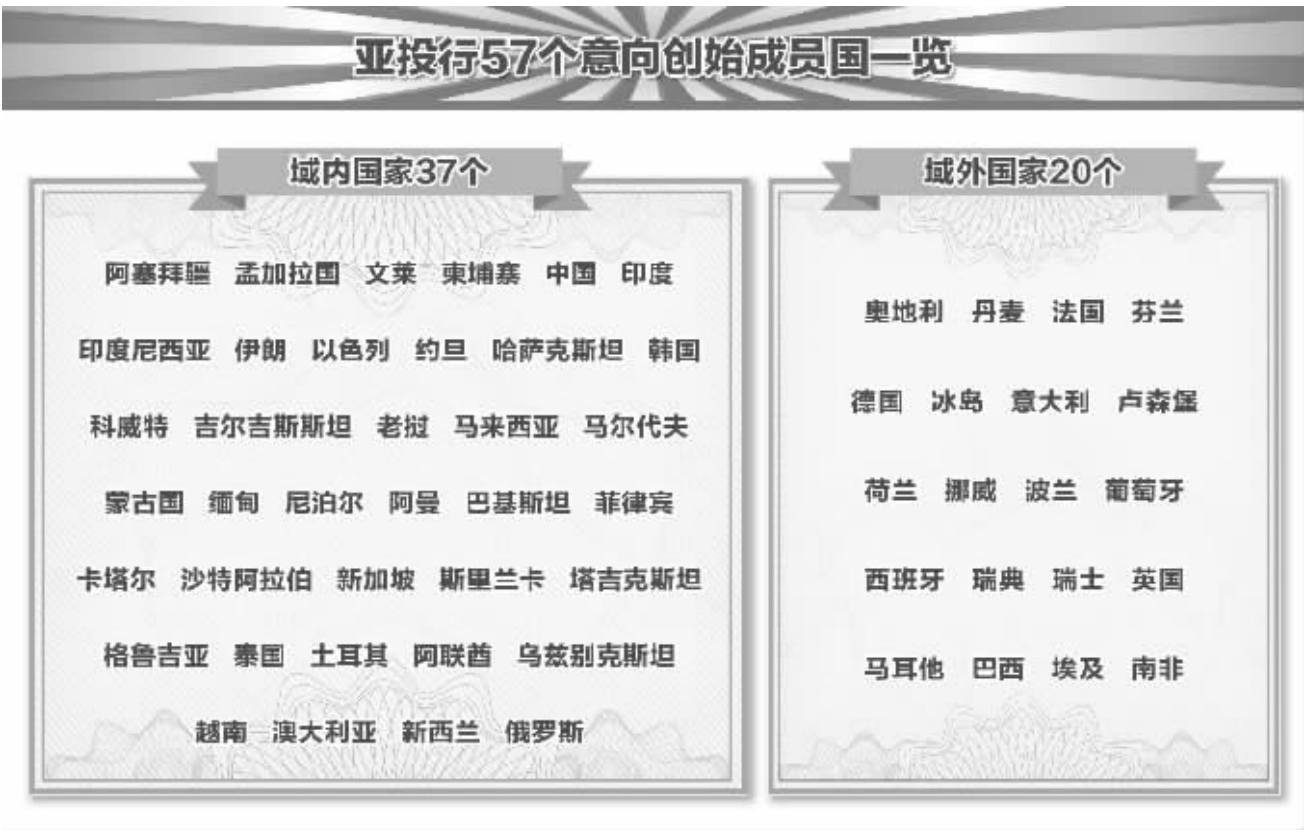 亚投行57个意向创始成员国一览
域内国家37个
阿塞拜疆 孟加拉国 文莱 柬埔寨 中国 印度
印度尼西亚 伊朗 以色列 约旦 哈萨克斯坦 韩国
科威特 吉尔吉斯斯坦 老挝 马来西亚 马尔代夫
蒙古国 缅甸 尼泊尔 阿曼 巴基斯坦 菲律宾
卡塔尔 沙特阿拉伯 新加坡 斯里兰卡 塔吉克斯坦
格鲁吉亚 泰国 土耳其 阿联酋 乌兹别克斯坦
越南 澳大利亚 新西兰 俄罗斯
域外国家20个
奥地利 丹麦 法国 芬兰
德国 冰岛 意大利 卢森堡
荷兰 挪威 波兰 葡萄牙
西班牙 瑞典 瑞士 英国
马耳他 巴西 埃及 南非